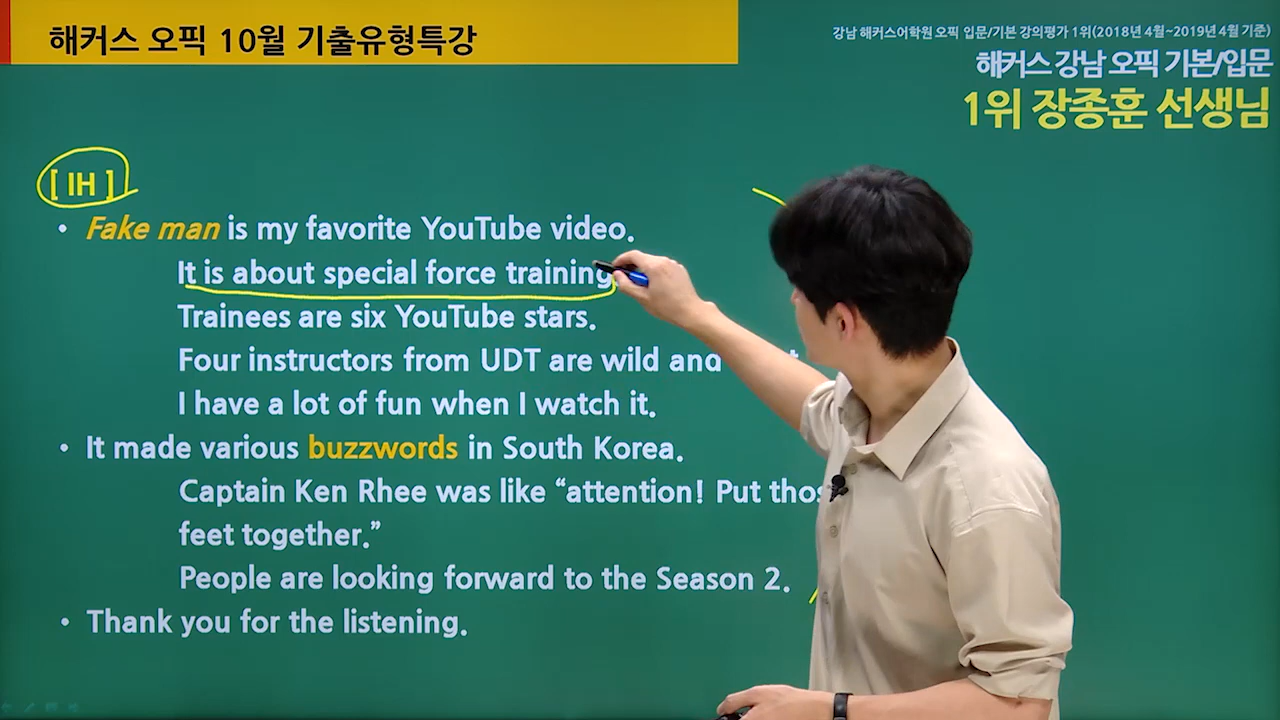 해커스 오픽 10월 기출유형특강
강남 해커스어학원 오픽 입문/기본 강의평가 1위(2018년 4월~2019년 4월 기준)
해커스 강남 오픽 기본/입문
1위 장종훈 선생님
[ IH ]
• Fake man is my favorite YouTube video.
It is about special force training
Trainees are six YouTube stars.
Four instructors from UDT are wild and
I have a lot of fun when I watch it.
• It made various buzzwords in South Korea.
Captain Ken Rhee was like “attention! Put
feet together.”
People are looking forward to the Season 2.
• Thank you for the listening.